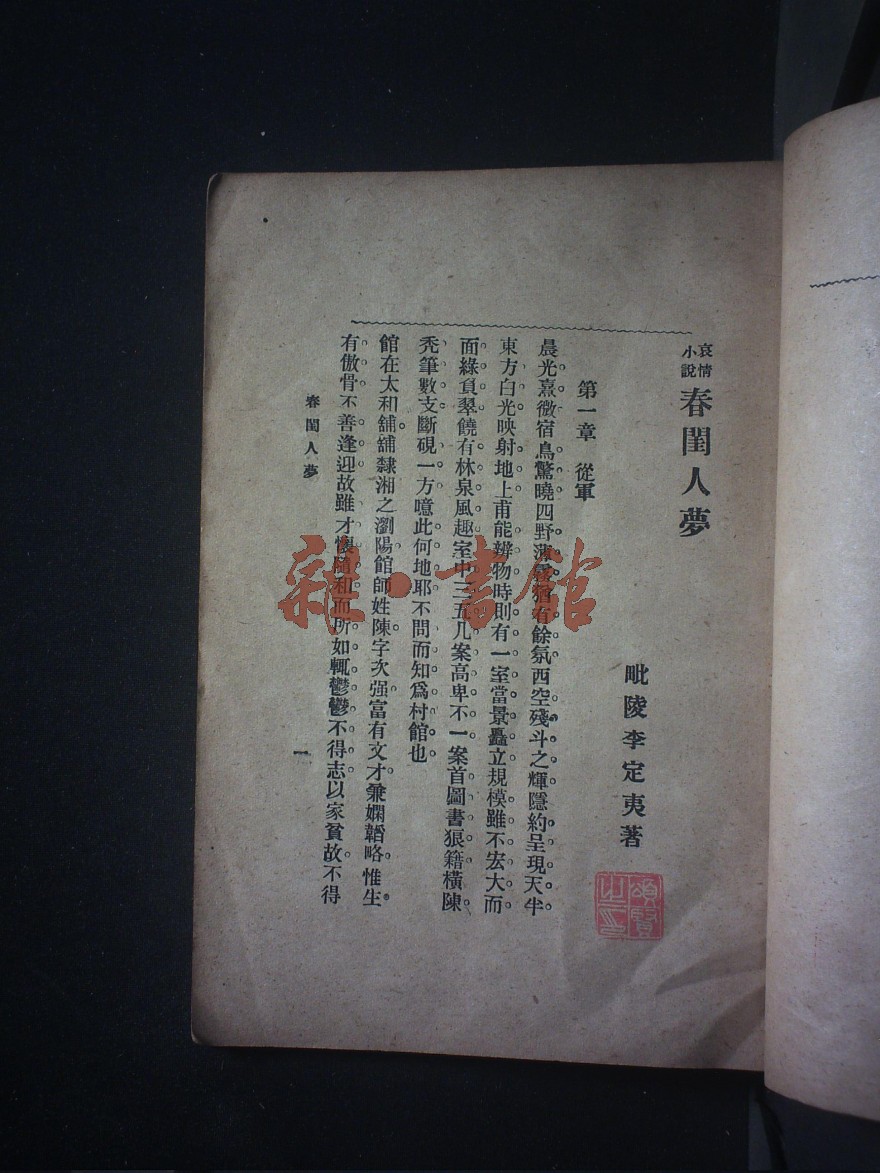 哀情小說 春閨人夢
毗陵李定夷著
第一章 從軍
晨光熹微宿鳥驚曉四野薄霧猶有餘氛西空殘斗之輝隱約呈現天半
東方白光映射地上甫能辨物時則有一室當景矗立規模雖不宏大而
面綠負翠饒有林泉風趣室中三五几案高卑不一案首圖書狼籍橫陳
禿筆數支斷硯一方噫此何地耶不問而知爲村館也
館在太和舖舖隸湘之瀏陽館師姓陳字次强富有文才兼嫻韜略惟生
有傲骨不善逢迎故雖才懷隨和而所如輒鬱鬱不得志以家貧故不得
春閨人夢
一
雜·書館